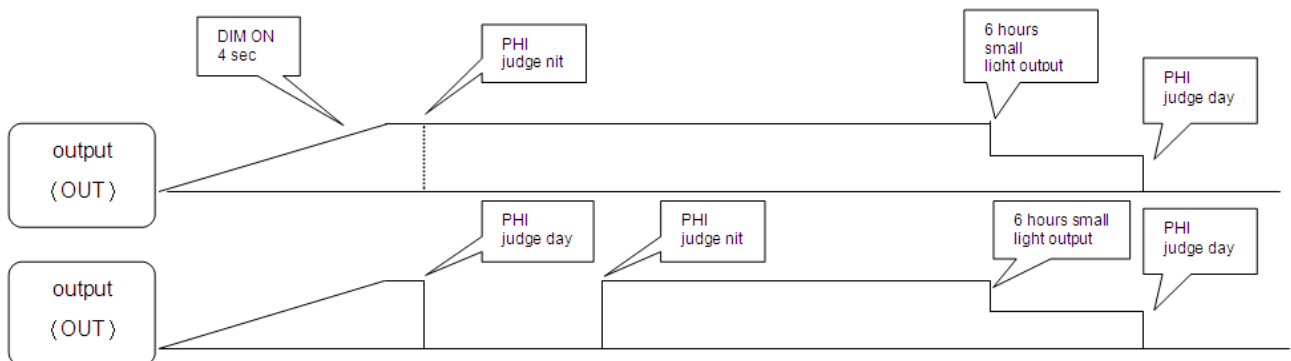 DIM ON
4 sec
PHI
judge nit
6 hours
small
light output
PHI
judge day
output
(OUT)
PHI
judge day
PHI
judge nit
6 hours small
light output
PHI
judge day
output
(OUT)